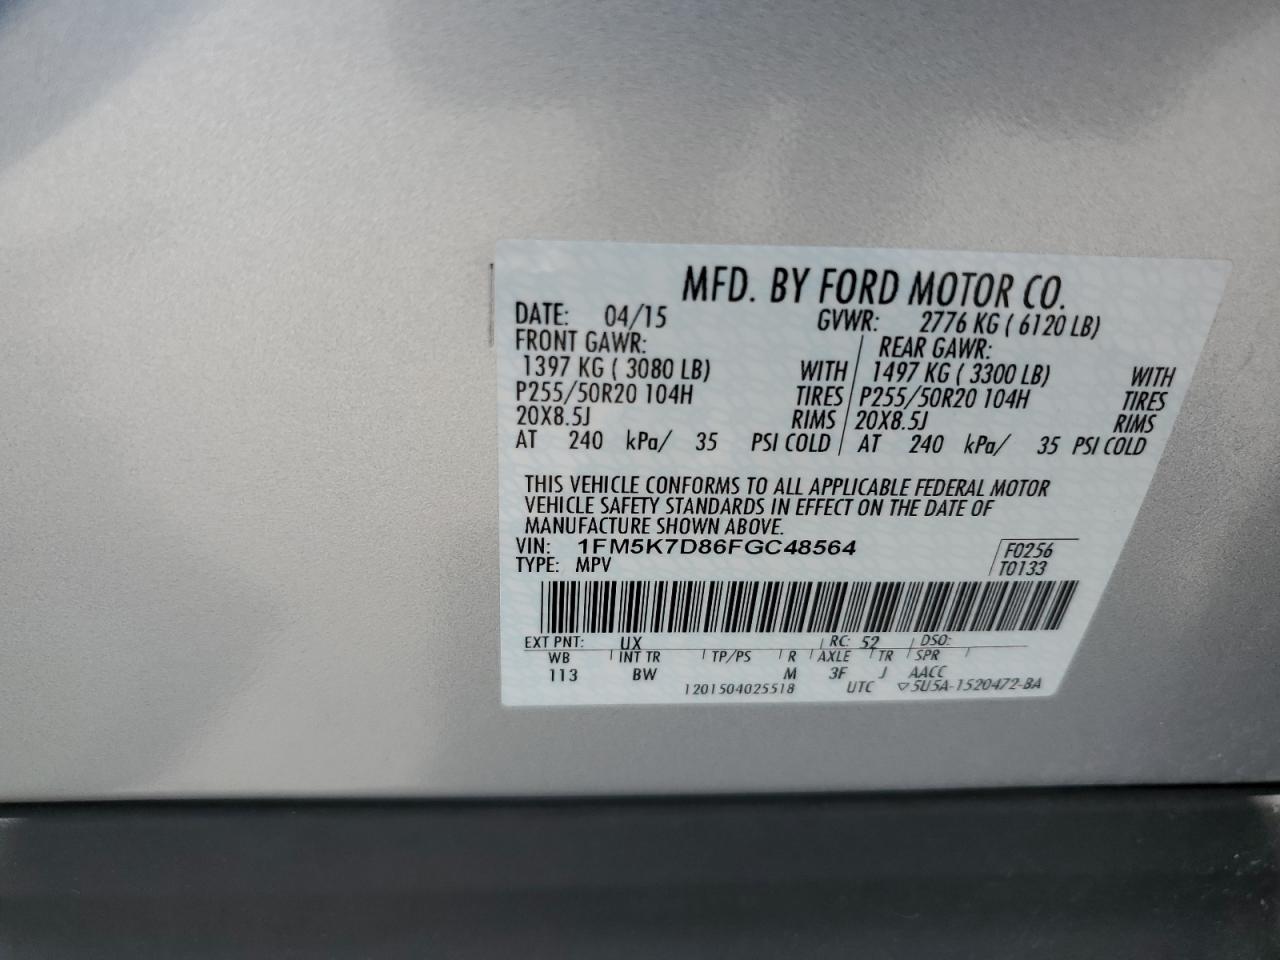 MFD. BY FORD MOTOR CO.
DATE: 04/15 GVWR: 2776 KG ( 6120 LB)
FRONT GAWR: REAR GAWR:
1397 KG ( 3080 LB) WITH 1497 KG ( 3300 LB) WITH
P255/50R20 104H TIRES P255/50R20 104H TIRES
20X8.5J RIMS 20X8.5J RIMS
AT 240 kPa/ 35 PSI COLD AT 240 kPa/ 35 PSI COLD
THIS VEHICLE CONFORMS TO ALL APPLICABLE FEDERAL MOTOR
VEHICLE SAFETY STANDARDS IN EFFECT ON THE DATE OF
MANUFACTURE SHOWN ABOVE.
VIN: 1FM5K7D86FGC48564 F0256
TYPE: MPV T0133
EXT PNT: UX RC: 52 DSO:
WB INT TR TP/PS R AXLE TR SPR
113 BW M 3F J AACC
1201504025518 UTC ▽5U5A-1520472-BA